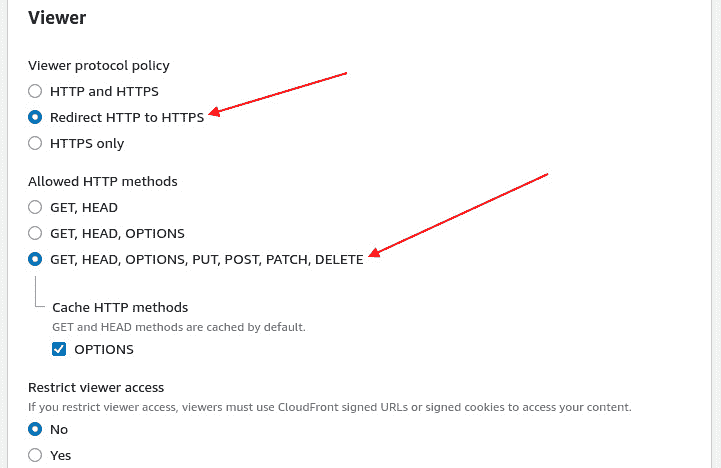 Viewer
Viewer protocol policy
HTTP and HTTPS
Redirect HTTP to HTTPS
HTTPS only
Allowed HTTP methods
GET, HEAD
GET, HEAD, OPTIONS
GET, HEAD, OPTIONS, PUT, POST, PATCH, DELETE
Cache HTTP methods
GET and HEAD methods are cached by default.
OPTIONS
Restrict viewer access
If you restrict viewer access, viewers must use CloudFront signed URLs or signed cookies to access your content.
No
Yes